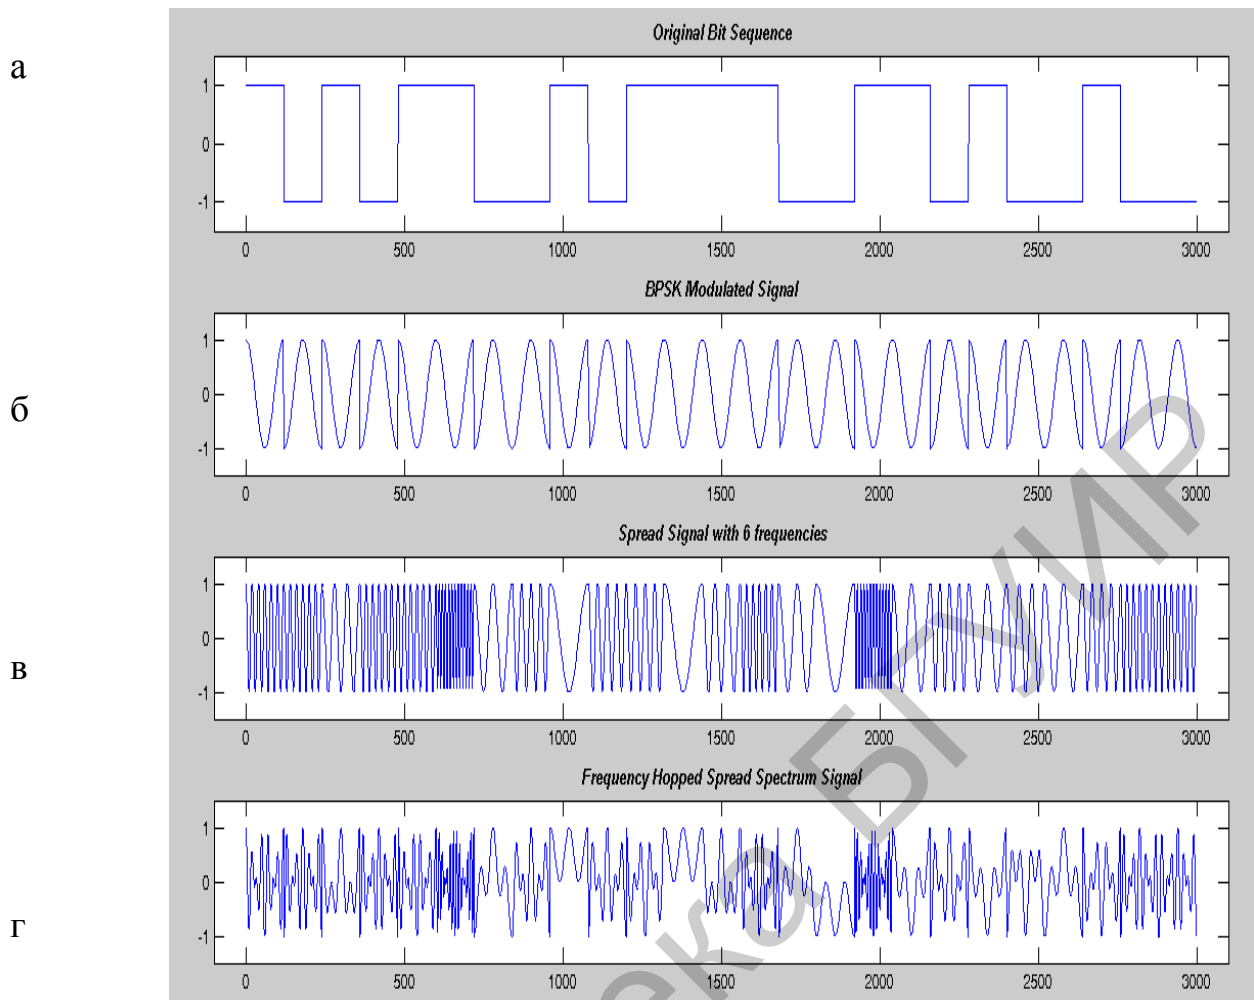 а
Original Bit Sequence
1
0
-1
0 500 1000 1500 2000 2500 3000
б
BPSK Modulated Signal
1
0
-1
0 500 1000 1500 2000 2500 3000
в
Spread Signal with 6 frequencies
1
0
-1
0 500 1000 1500 2000 2500 3000
г
Frequency Hopped Spread Spectrum Signal
1
0
-1
0 500 1000 1500 2000 2500 3000
ека БГУИР